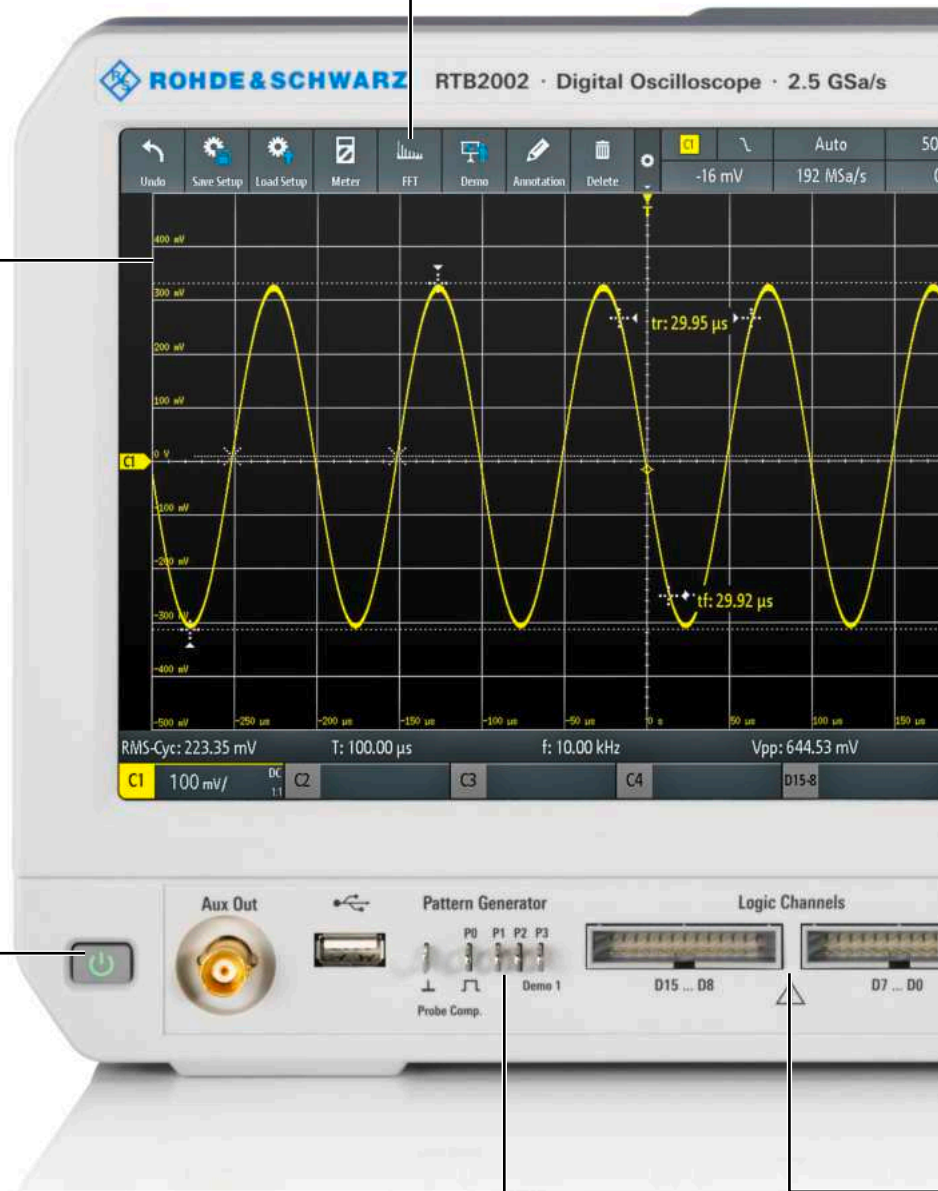 ROHDE & SCHWARZ RTB2002 · Digital Oscilloscope · 2.5 GSa/s
Undo Save Setup Load Setup Meter FFT Demo Annotation Delete C1 Auto 50
-16 mV 192 MSa/s
T
400 mV
300 mV
tr: 29.95 µs
200 mV
100 mV
C1 0 V
-100 mV
-200 mV
tf: 29.92 µs
-300 mV
-400 mV
-500 mV -250 µs -200 µs -150 µs -100 µs -50 µs 0 s 50 µs 100 µs 150 µs
RMS-Cyc: 223.35 mV T: 100.00 µs f: 10.00 kHz Vpp: 644.53 mV
C1 100 mV/ DC 1:1 C2 C3 C4 D15-8
Aux Out Pattern Generator Logic Channels
P0 P1 P2 P3
Demo 1 D15 ... D8 D7 ... D0
Probe Comp.